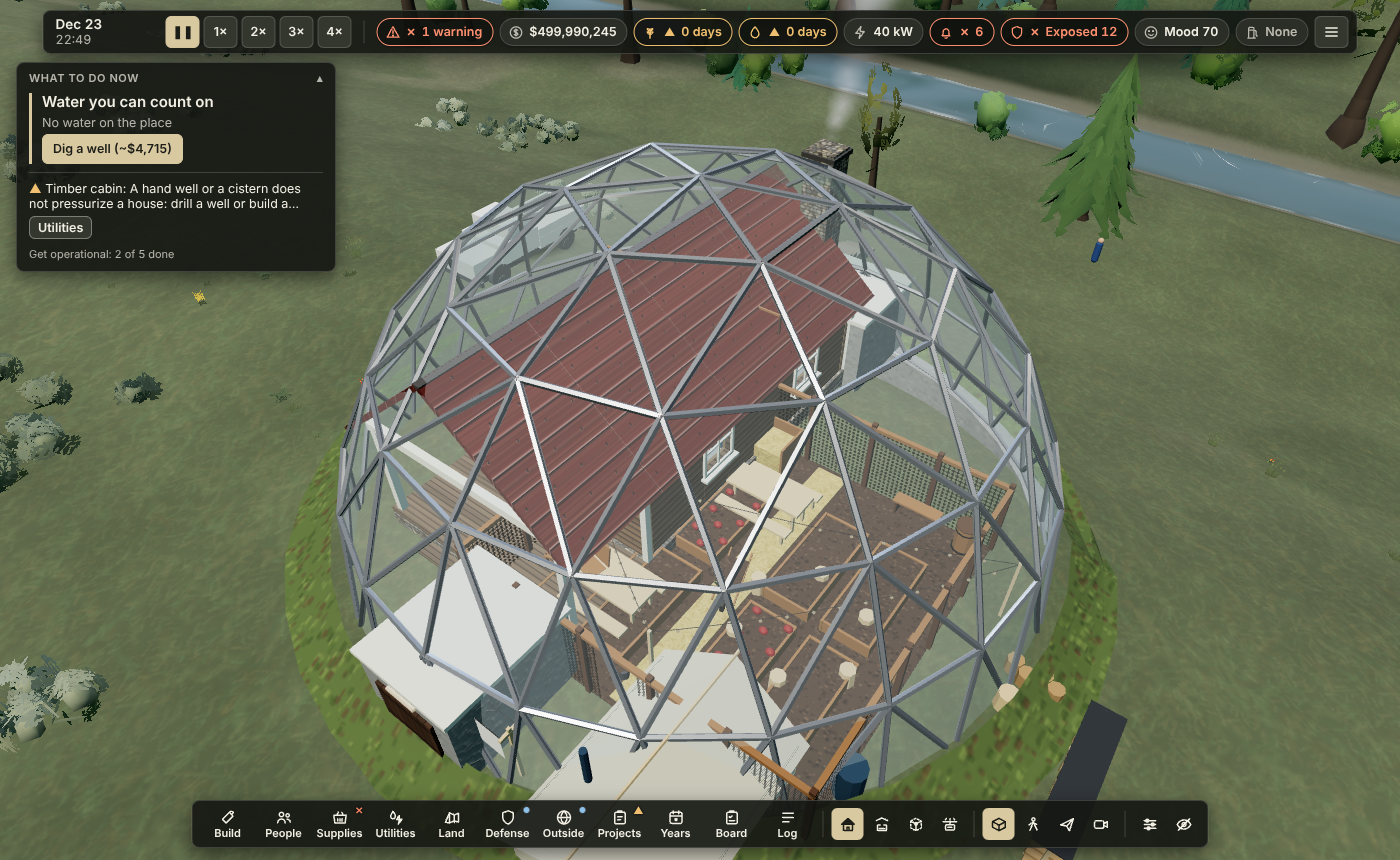 Dec 23
22:49
1×
2×
3×
4×
× 1 warning
$499,990,245
0 days
0 days
40 kW
× 6
× Exposed 12
Mood 70
None
WHAT TO DO NOW
Water you can count on
No water on the place
Dig a well (~$4,715)
Timber cabin: A hand well or a cistern does
not pressurize a house: drill a well or build a...
Utilities
Get operational: 2 of 5 done
Build
People
Supplies
Utilities
Land
Defense
Outside
Projects
Years
Board
Log